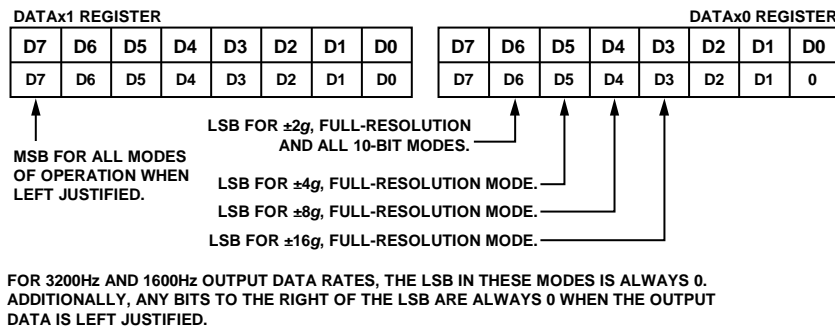 DATAx1 REGISTER
DATAx0 REGISTER
D7 D6 D5 D4 D3 D2 D1 D0
D7 D6 D5 D4 D3 D2 D1 D0
D7 D6 D5 D4 D3 D2 D1 D0
D7 D6 D5 D4 D3 D2 D1 0
MSB FOR ALL MODES
OF OPERATION WHEN
LEFT JUSTIFIED.
LSB FOR ±2g, FULL-RESOLUTION
AND ALL 10-BIT MODES.
LSB FOR ±4g, FULL-RESOLUTION MODE.
LSB FOR ±8g, FULL-RESOLUTION MODE.
LSB FOR ±16g, FULL-RESOLUTION MODE.
FOR 3200Hz AND 1600Hz OUTPUT DATA RATES, THE LSB IN THESE MODES IS ALWAYS 0.
ADDITIONALLY, ANY BITS TO THE RIGHT OF THE LSB ARE ALWAYS 0 WHEN THE OUTPUT
DATA IS LEFT JUSTIFIED.